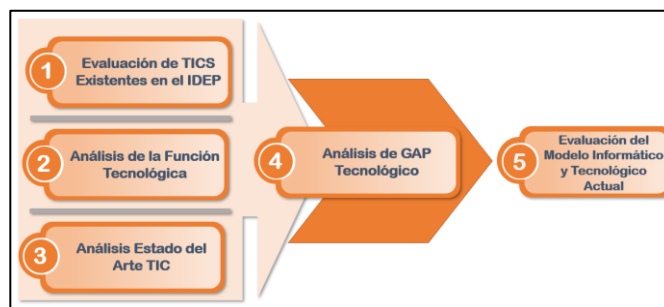 1
Evaluación de TICS
Existentes en el IDEP
2
Análisis de la Función
Tecnológica
3
Análisis Estado del
Arte TIC
4
Análisis de GAP
Tecnológico
5
Evaluación del
Modelo Informático
y Tecnológico
Actual